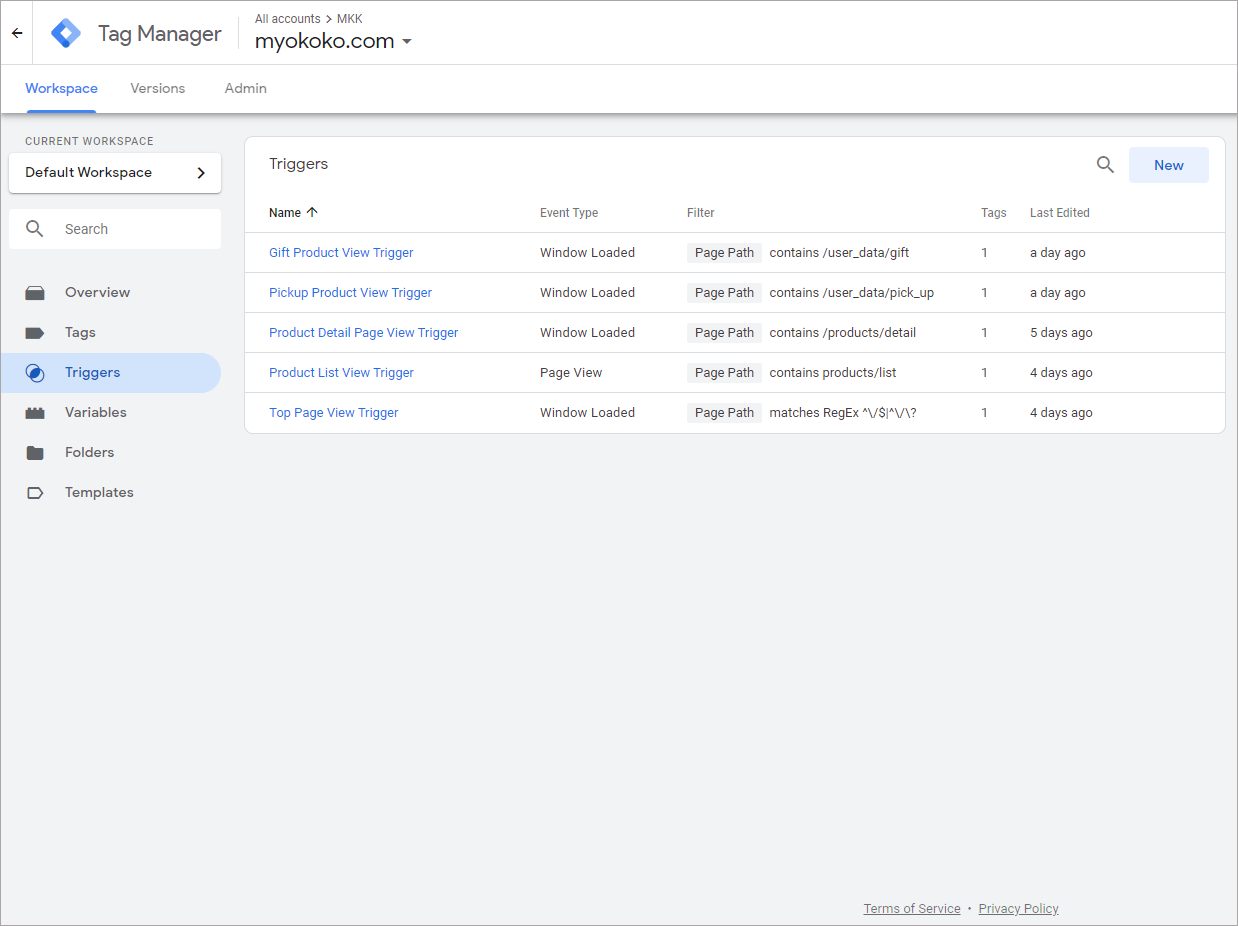 Tag Manager
All accounts > MKK
myokoko.com
Workspace Versions Admin
CURRENT WORKSPACE
Default Workspace
Search
Overview
Tags
Triggers
Variables
Folders
Templates
Triggers New
Name Event Type Filter Tags Last Edited
Gift Product View Trigger Window Loaded Page Path contains /user_data/gift 1 a day ago
Pickup Product View Trigger Window Loaded Page Path contains /user_data/pick_up 1 a day ago
Product Detail Page View Trigger Window Loaded Page Path contains /products/detail 1 5 days ago
Product List View Trigger Page View Page Path contains products/list 1 4 days ago
Top Page View Trigger Window Loaded Page Path matches RegEx ^\/$|^\/\? 1 4 days ago
Terms of Service • Privacy Policy